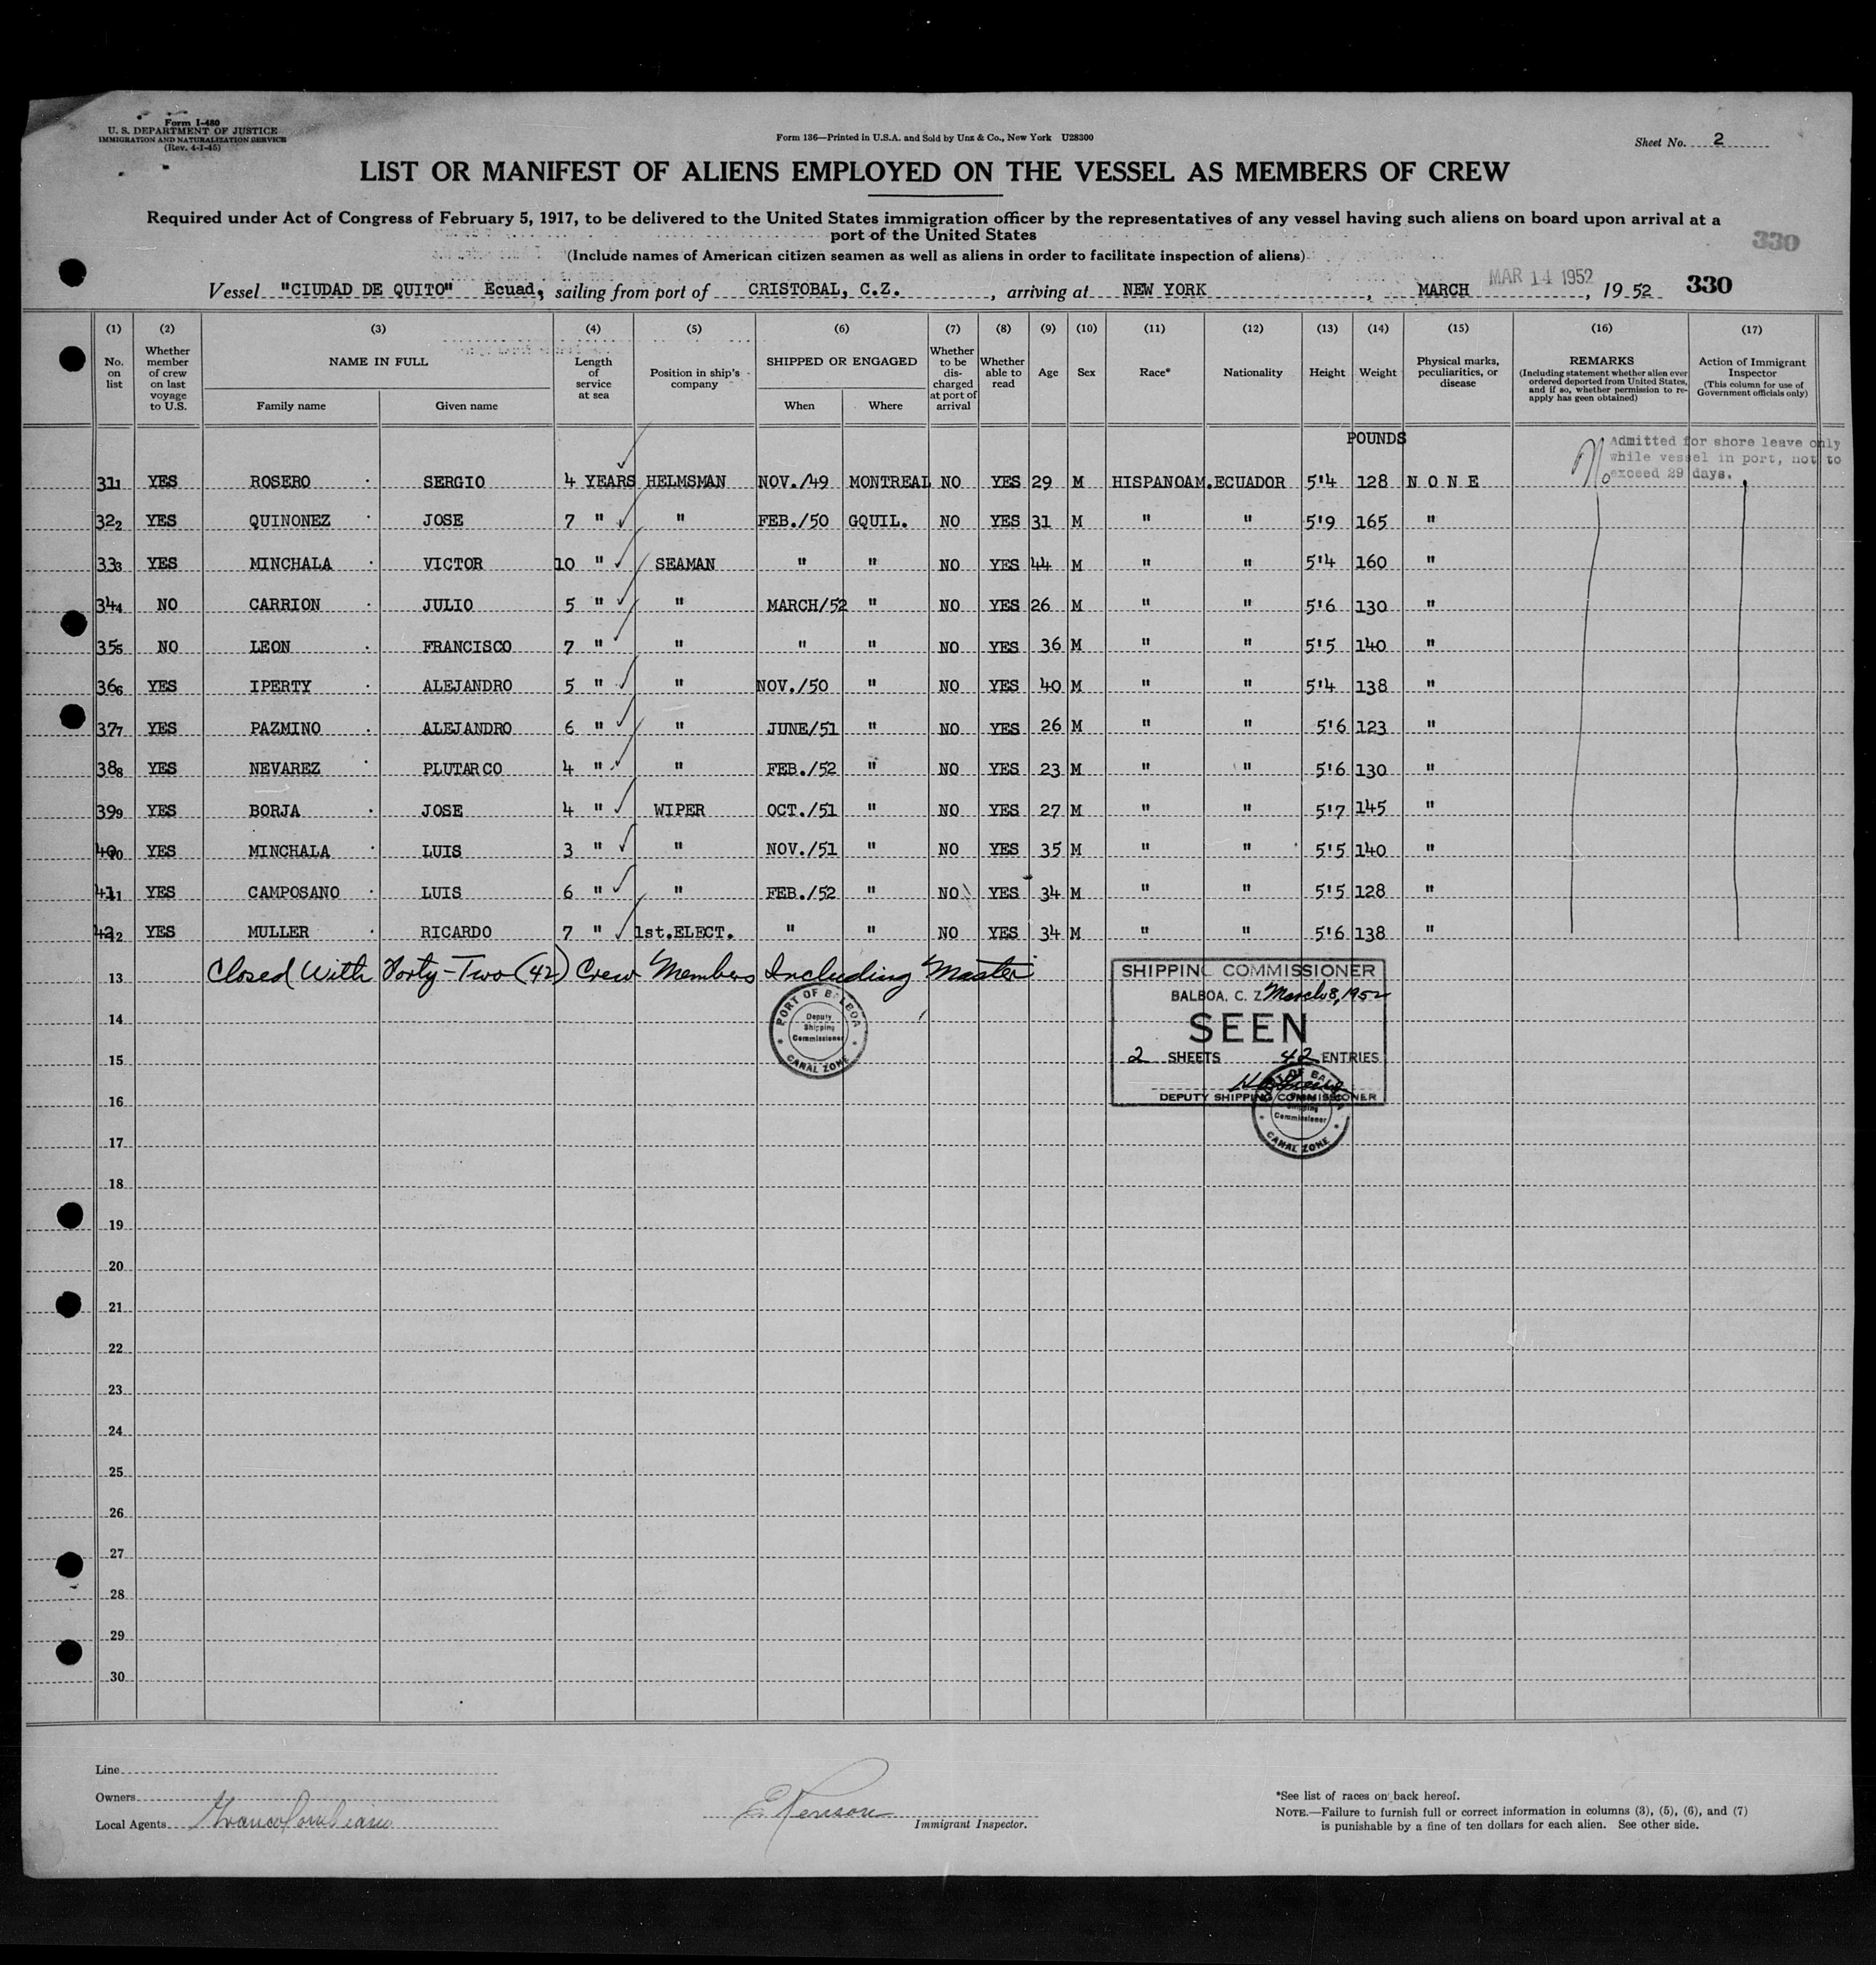 Form I-480
U. S. DEPARTMENT OF JUSTICE
IMMIGRATION AND NATURALIZATION SERVICE
(Rev. 4-1-45)
Form 136—Printed in U.S.A. and Sold by Unz & Co., New York U28300
Sheet No. 2
LIST OR MANIFEST OF ALIENS EMPLOYED ON THE VESSEL AS MEMBERS OF CREW
Required under Act of Congress of February 5, 1917, to be delivered to the United States immigration officer by the representatives of any vessel having such aliens on board upon arrival at a
port of the United States
330
(Include names of American citizen seamen as well as aliens in order to facilitate inspection of aliens)
MAR 14 1952
Vessel "CIUDAD DE QUITO" Ecuad, sailing from port of CRISTOBAL, C.Z., arriving at NEW YORK, MARCH, 1952 330
(1) (2) (3) (4) (5) (6) (7) (8) (9) (10) (11) (12) (13) (14) (15) (16) (17)
No. on list
Whether member of crew on last voyage to U.S.
NAME IN FULL
Family name Given name
Length of service at sea
Position in ship's company
SHIPPED OR ENGAGED
When Where
Whether to be discharged at port of arrival
Whether able to read
Age
Sex
Race*
Nationality
Height
Weight
Physical marks, peculiarities, or disease
REMARKS
(Including statement whether alien ever ordered deported from United States, and if so, whether permission to re-apply has geen obtained)
Action of Immigrant Inspector
(This column for use of Government officials only)
POUNDS
Admitted for shore leave only
while vessel in port, not to
exceed 29 days.
31 1 YES ROSERO SERGIO 4 YEARS HELMSMAN NOV./49 MONTREAL NO YES 29 M HISPANOAM. ECUADOR 5'4 128 N O N E No
32 2 YES QUINONEZ JOSE 7 " " FEB./50 GQUIL. NO YES 31 M " " 5'9 165 "
33 3 YES MINCHALA VICTOR 10 " SEAMAN " " NO YES 44 M " " 5'4 160 "
34 4 NO CARRION JULIO 5 " " MARCH/52 " NO YES 26 M " " 5'6 130 "
35 5 NO LEON FRANCISCO 7 " " " " NO YES 36 M " " 5'5 140 "
36 6 YES IPERTY ALEJANDRO 5 " " NOV./50 " NO YES 40 M " " 5'4 138 "
37 7 YES PAZMINO ALEJANDRO 6 " " JUNE/51 " NO YES 26 M " " 5'6 123 "
38 8 YES NEVAREZ PLUTARCO 4 " " FEB./52 " NO YES 23 M " " 5'6 130 "
39 9 YES BORJA JOSE 4 " WIPER OCT./51 " NO YES 27 M " " 5'7 145 "
40 10 YES MINCHALA LUIS 3 " " NOV./51 " NO YES 35 M " " 5'5 140 "
41 11 YES CAMPOSANO LUIS 6 " " FEB./52 " NO YES 34 M " " 5'5 128 "
42 12 YES MULLER RICARDO 7 " 1st.ELECT. " " NO YES 34 M " " 5'6 138 "
13 Closed With Forty-Two (42) Crew Members Including Master
PORT OF BALBOA
Deputy
Shipping
Commissioner
CANAL ZONE
SHIPPING COMMISSIONER
BALBOA, C. Z. March 8, 1952
SEEN
2 SHEETS 42 ENTRIES
DEPUTY SHIPPING COMMISSIONER
PORT OF BALBOA
Shipping
Commissioner
CANAL ZONE
14
15
16
17
18
19
20
21
22
23
24
25
26
27
28
29
30
Line
Owners
Local Agents
Immigrant Inspector.
*See list of races on back hereof.
NOTE.—Failure to furnish full or correct information in columns (3), (5), (6), and (7)
is punishable by a fine of ten dollars for each alien. See other side.